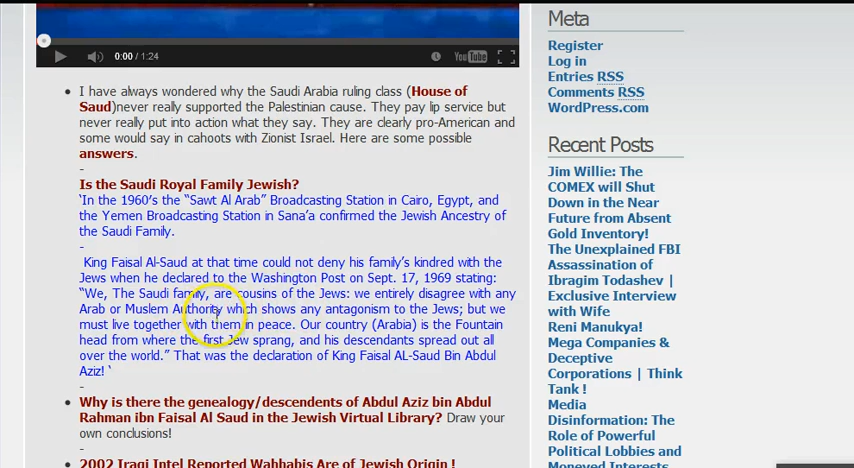 0:00 / 1:24
YouTube
I have always wondered why the Saudi Arabia ruling class (House of
Saud)never really supported the Palestinian cause. They pay lip service but
never really put into action what they say. They are clearly pro-American and
some would say in cahoots with Zionist Israel. Here are some possible
answers.
-
Is the Saudi Royal Family Jewish?
‘In the 1960’s the “Sawt Al Arab” Broadcasting Station in Cairo, Egypt, and
the Yemen Broadcasting Station in Sana’a confirmed the Jewish Ancestry of
the Saudi Family.
-
King Faisal Al-Saud at that time could not deny his family’s kindred with the
Jews when he declared to the Washington Post on Sept. 17, 1969 stating:
“We, The Saudi family, are cousins of the Jews: we entirely disagree with any
Arab or Muslem Authority which shows any antagonism to the Jews; but we
must live together with them in peace. Our country (Arabia) is the Fountain
head from where the first Jew sprang, and his descendants spread out all
over the world.” That was the declaration of King Faisal AL-Saud Bin Abdul
Aziz! ‘
-
Why is there the genealogy/descendents of Abdul Aziz bin Abdul
Rahman ibn Faisal Al Saud in the Jewish Virtual Library? Draw your
own conclusions!
-
2002 Iraqi Intel Reported Wahhabis Are of Jewish Origin !
Meta
Register
Log in
Entries RSS
Comments RSS
WordPress.com
Recent Posts
Jim Willie: The
COMEX will Shut
Down in the Near
Future from Absent
Gold Inventory!
The Unexplained FBI
Assassination of
Ibragim Todashev |
Exclusive Interview
with Wife
Reni Manukya!
Mega Companies &
Deceptive
Corporations | Think
Tank !
Media
Disinformation: The
Role of Powerful
Political Lobbies and
Moneyed Interests